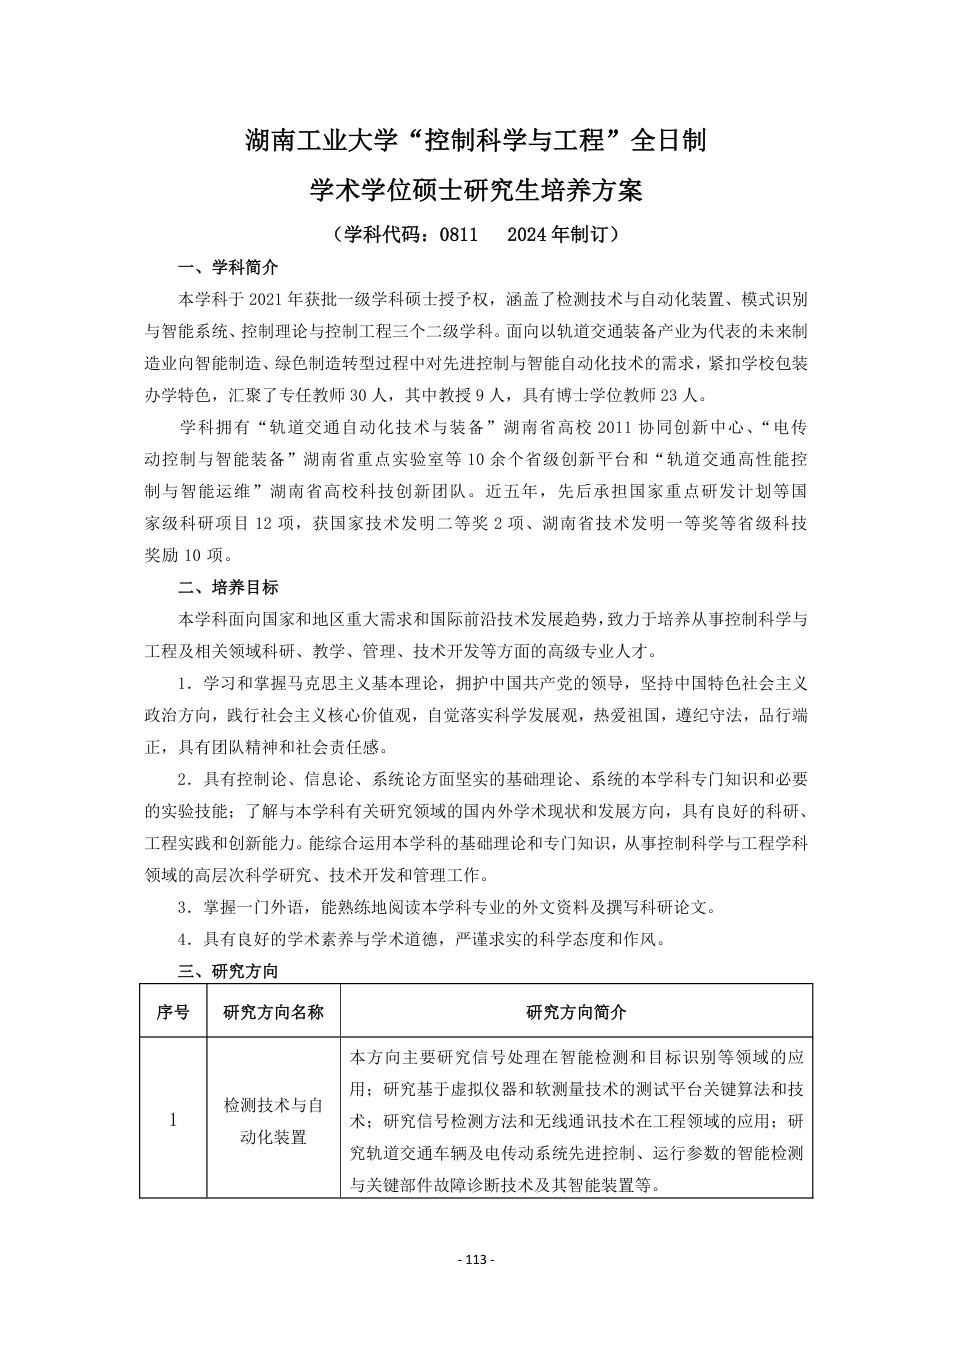 湖南工业大学“控制科学与工程”全日制
学术学位硕士研究生培养方案
（学科代码：0811 2024年制订）
一、学科简介
本学科于 2021 年获批一级学科硕士授予权，涵盖了检测技术与自动化装置、模式识别
与智能系统、控制理论与控制工程三个二级学科。面向以轨道交通装备产业为代表的未来制
造业向智能制造、绿色制造转型过程中对先进控制与智能自动化技术的需求，紧扣学校包装
办学特色，汇聚了专任教师 30 人，其中教授 9 人，具有博士学位教师 23 人。
学科拥有“轨道交通自动化技术与装备”湖南省高校 2011 协同创新中心、“电传
动控制与智能装备”湖南省重点实验室等 10 余个省级创新平台和“轨道交通高性能控
制与智能运维”湖南省高校科技创新团队。近五年，先后承担国家重点研发计划等国
家级科研项目 12 项，获国家技术发明二等奖 2 项、湖南省技术发明一等奖等省级科技
奖励 10 项。
二、培养目标
本学科面向国家和地区重大需求和国际前沿技术发展趋势，致力于培养从事控制科学与
工程及相关领域科研、教学、管理、技术开发等方面的高级专业人才。
1．学习和掌握马克思主义基本理论，拥护中国共产党的领导，坚持中国特色社会主义
政治方向，践行社会主义核心价值观，自觉落实科学发展观，热爱祖国，遵纪守法，品行端
正，具有团队精神和社会责任感。
2．具有控制论、信息论、系统论方面坚实的基础理论、系统的本学科专门知识和必要
的实验技能；了解与本学科有关研究领域的国内外学术现状和发展方向，具有良好的科研、
工程实践和创新能力。能综合运用本学科的基础理论和专门知识，从事控制科学与工程学科
领域的高层次科学研究、技术开发和管理工作。
3．掌握一门外语，能熟练地阅读本学科专业的外文资料及撰写科研论文。
4．具有良好的学术素养与学术道德，严谨求实的科学态度和作风。
三、研究方向
序号 研究方向名称 研究方向简介
1
检测技术与自
动化装置
本方向主要研究信号处理在智能检测和目标识别等领域的应
用；研究基于虚拟仪器和软测量技术的测试平台关键算法和技
术；研究信号检测方法和无线通讯技术在工程领域的应用；研
究轨道交通车辆及电传动系统先进控制、运行参数的智能检测
与关键部件故障诊断技术及其智能装置等。
- 113 -